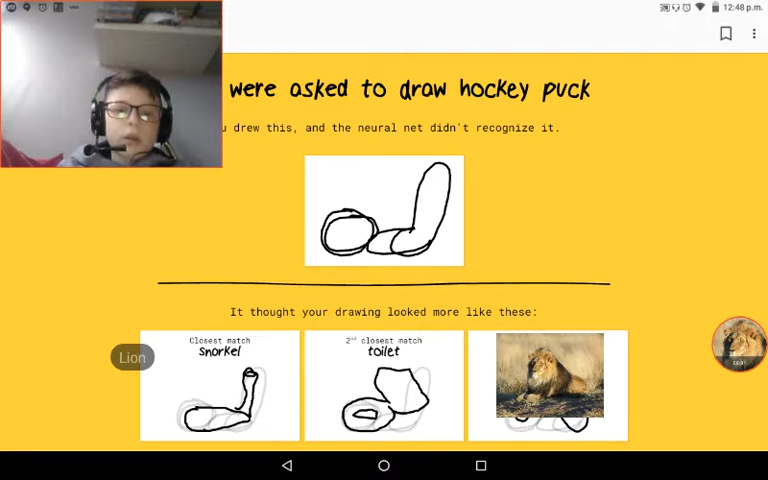 12:48 p.m.
were asked to draw hockey puck
u drew this, and the neural net didn't recognize it.
It thought your drawing looked more like these:
Closest match
snorkel
2nd closest match
toilet
Lion